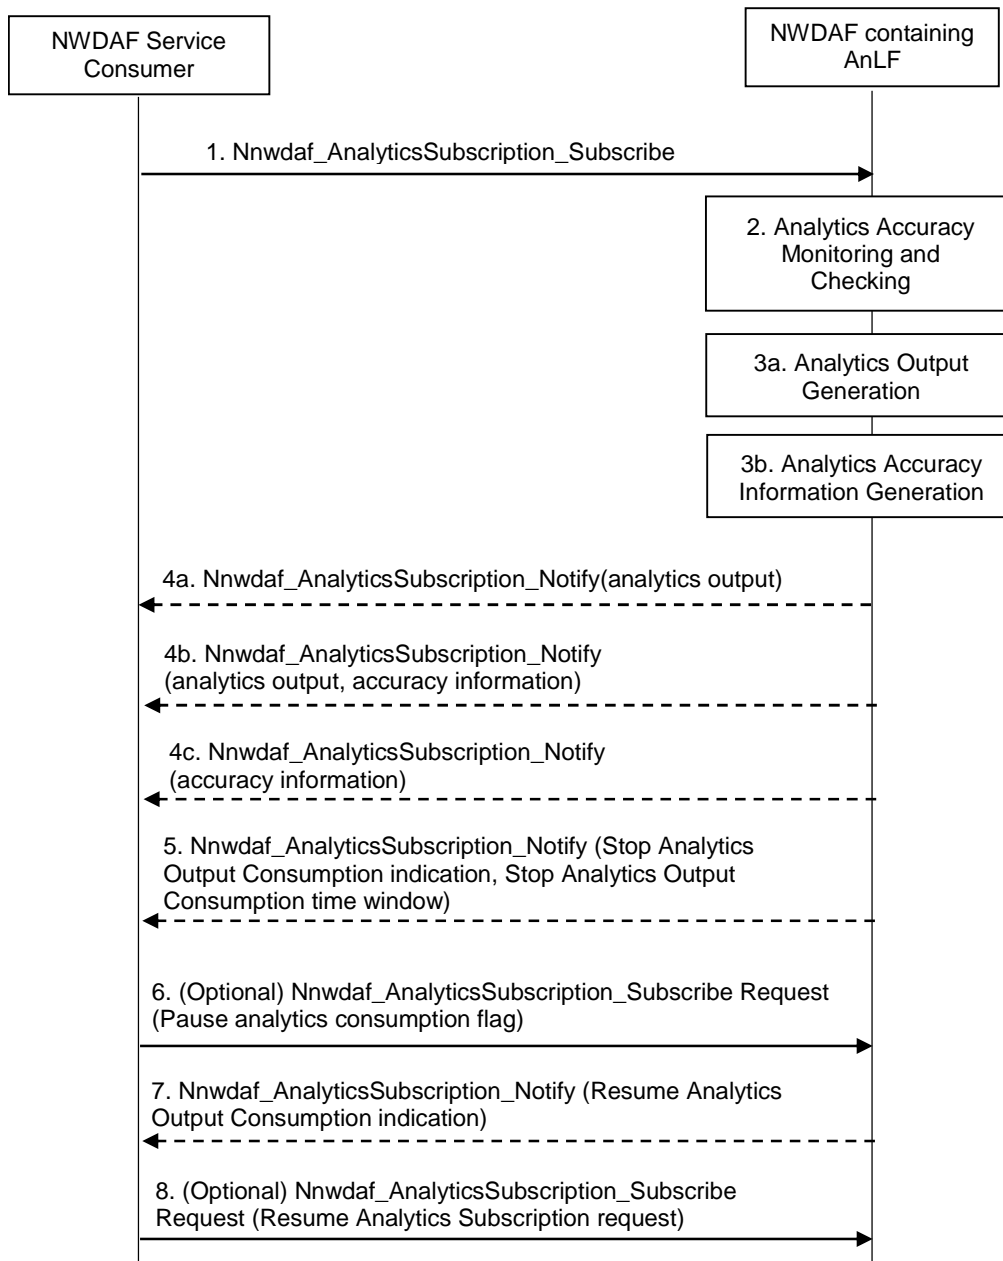 NWDAF Service
Consumer
NWDAF containing
AnLF
1. Nnwdaf_AnalyticsSubscription_Subscribe
2. Analytics Accuracy
Monitoring and
Checking
3a. Analytics Output
Generation
3b. Analytics Accuracy
Information Generation
4a. Nnwdaf_AnalyticsSubscription_Notify(analytics output)
4b. Nnwdaf_AnalyticsSubscription_Notify
(analytics output, accuracy information)
4c. Nnwdaf_AnalyticsSubscription_Notify
(accuracy information)
5. Nnwdaf_AnalyticsSubscription_Notify (Stop Analytics
Output Consumption indication, Stop Analytics Output
Consumption time window)
6. (Optional) Nnwdaf_AnalyticsSubscription_Subscribe Request
(Pause analytics consumption flag)
7. Nnwdaf_AnalyticsSubscription_Notify (Resume Analytics
Output Consumption indication)
8. (Optional) Nnwdaf_AnalyticsSubscription_Subscribe
Request (Resume Analytics Subscription request)